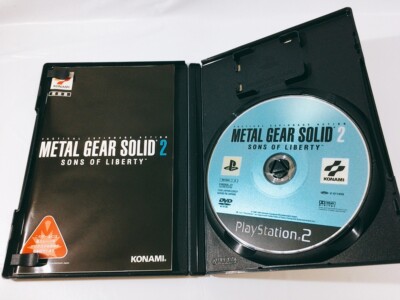 KONAMI
TACTICAL ESPIONAGE ACTION
METAL GEAR SOLID 2
SONS OF LIBERTY
KONAMI
TACTICAL ESPIONAGE ACTION
METAL GEAR SOLID 2
SONS OF LIBERTY
KONAMI
DVD
PlayStation 2